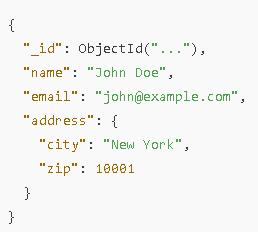 {
  "_id": ObjectId("..."),
  "name": "John Doe",
  "email": "john@example.com",
  "address": {
    "city": "New York",
    "zip": 10001
  }
}